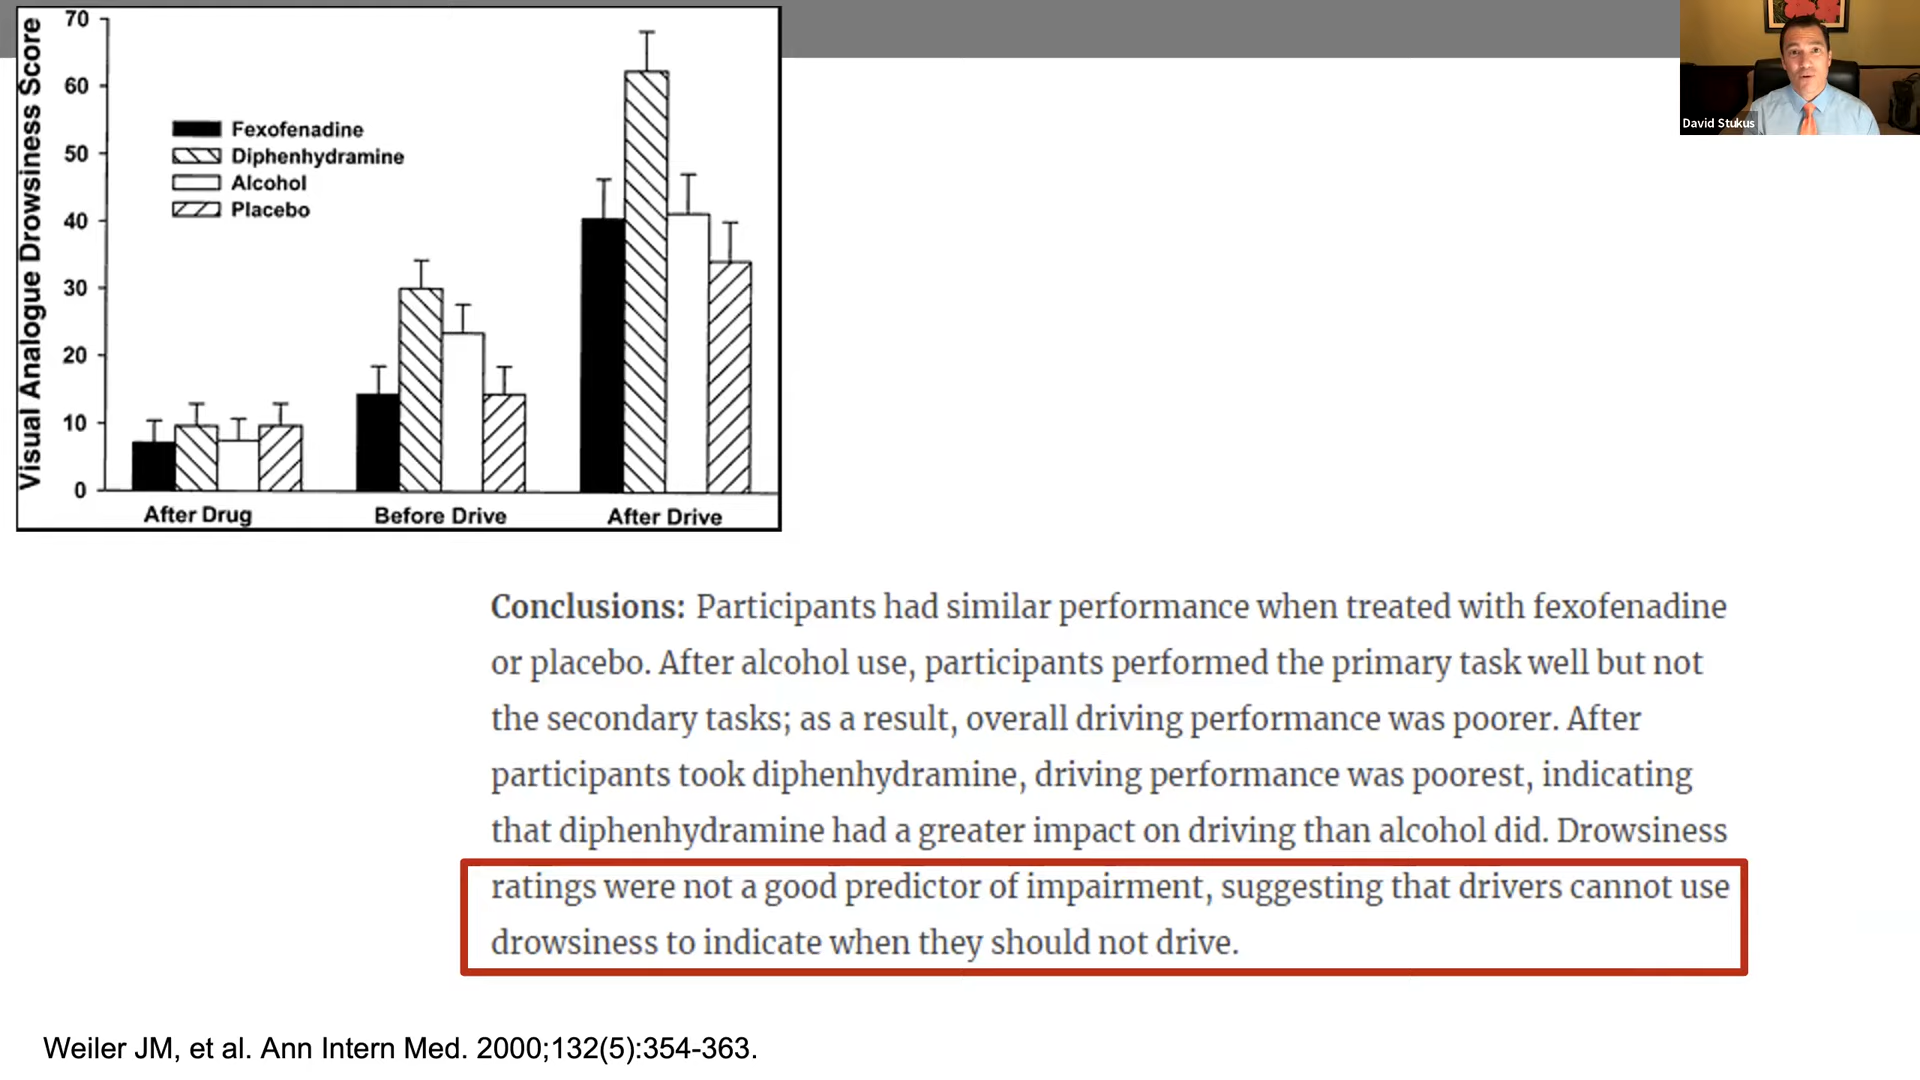 Visual Analogue Drowsiness Score
70
60
50
40
30
20
10
0
Fexofenadine
Diphenhydramine
Alcohol
Placebo
After Drug
Before Drive
After Drive
David Stukus
Conclusions: Participants had similar performance when treated with fexofenadine
or placebo. After alcohol use, participants performed the primary task well but not
the secondary tasks; as a result, overall driving performance was poorer. After
participants took diphenhydramine, driving performance was poorest, indicating
that diphenhydramine had a greater impact on driving than alcohol did. Drowsiness
ratings were not a good predictor of impairment, suggesting that drivers cannot use
drowsiness to indicate when they should not drive.
Weiler JM, et al. Ann Intern Med. 2000;132(5):354-363.